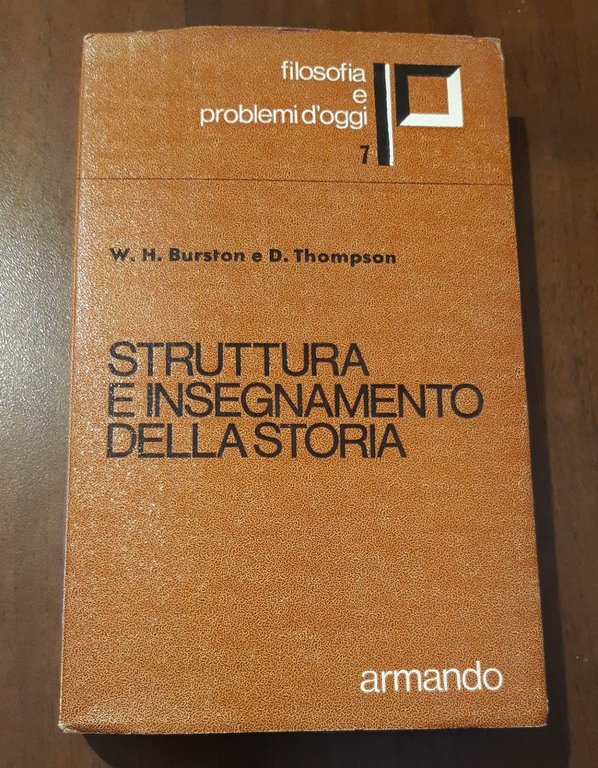 filosofia
e
problemi d'oggi
7
W. H. Burston e D. Thompson
STRUTTURA
E INSEGNAMENTO
DELLA STORIA
armando